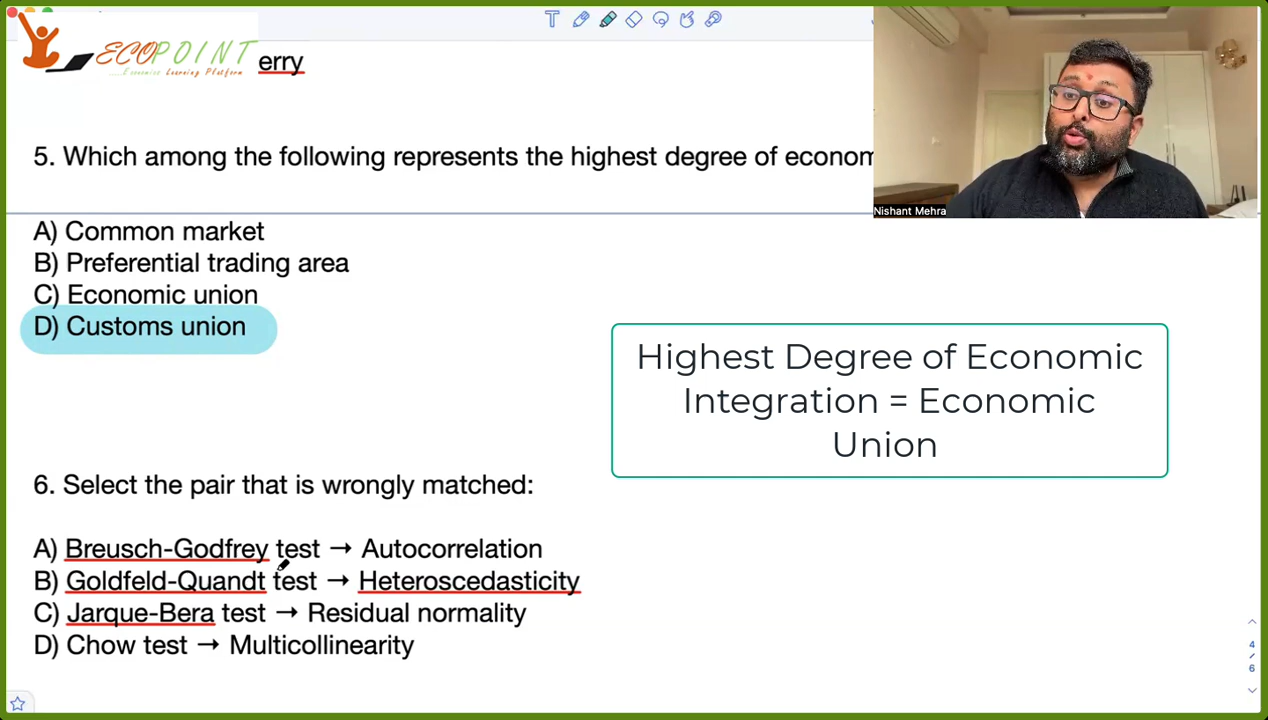 ECOPOINT
Economics Learning Platform
erry
5. Which among the following represents the highest degree of econom
Nishant Mehra
A) Common market
B) Preferential trading area
C) Economic union
D) Customs union
Highest Degree of Economic
Integration = Economic
Union
6. Select the pair that is wrongly matched:
A) Breusch-Godfrey test → Autocorrelation
B) Goldfeld-Quandt test → Heteroscedasticity
C) Jarque-Bera test → Residual normality
D) Chow test → Multicollinearity
4
/
6